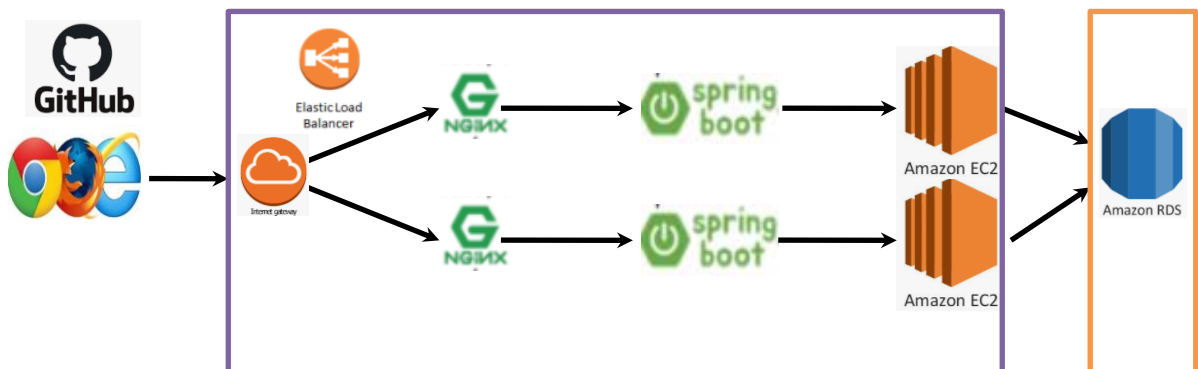 GitHub
Elastic Load
Balancer
Internet gateway
NGINX
spring
boot
Amazon EC2
NGINX
spring
boot
Amazon EC2
Amazon RDS